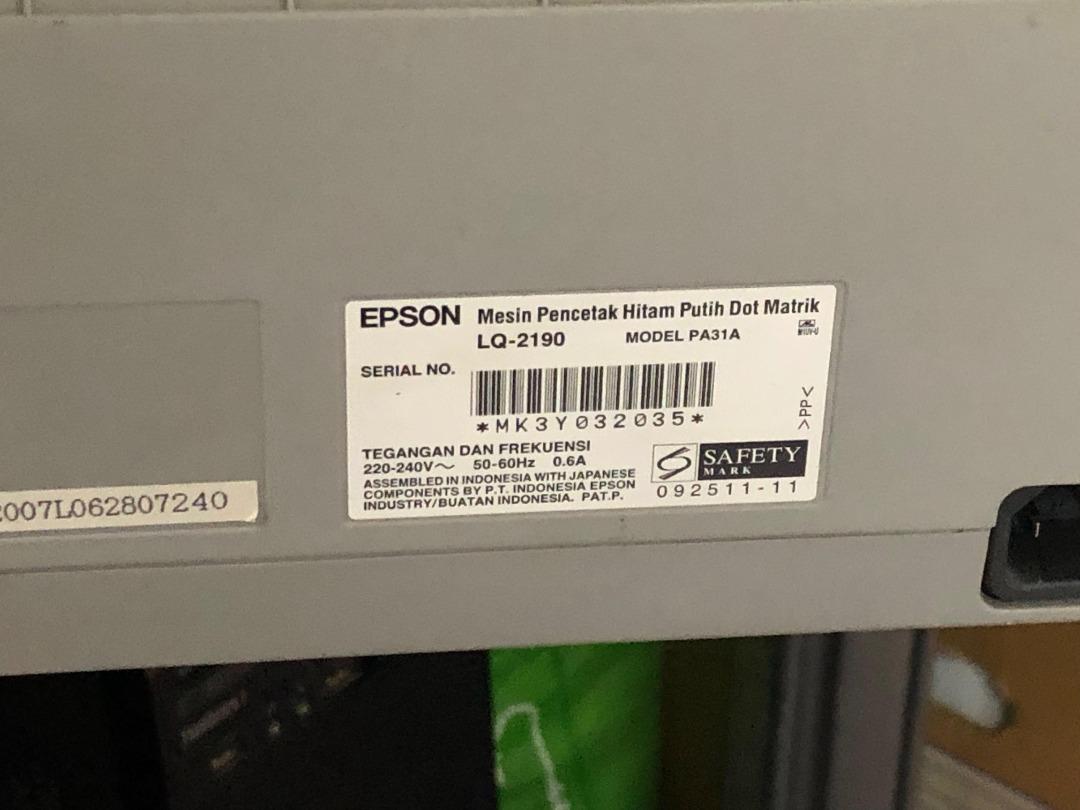 EPSON Mesin Pencetak Hitam Putih Dot Matrik
LQ-2190 MODEL PA31A
SERIAL NO.
*MK3Y032035*
>PP<
TEGANGAN DAN FREKUENSI
220-240V～ 50-60Hz 0.6A
ASSEMBLED IN INDONESIA WITH JAPANESE
COMPONENTS BY P.T. INDONESIA EPSON
INDUSTRY/BUATAN INDONESIA. PAT.P.
SAFETY
MARK
092511-11
007L062807240